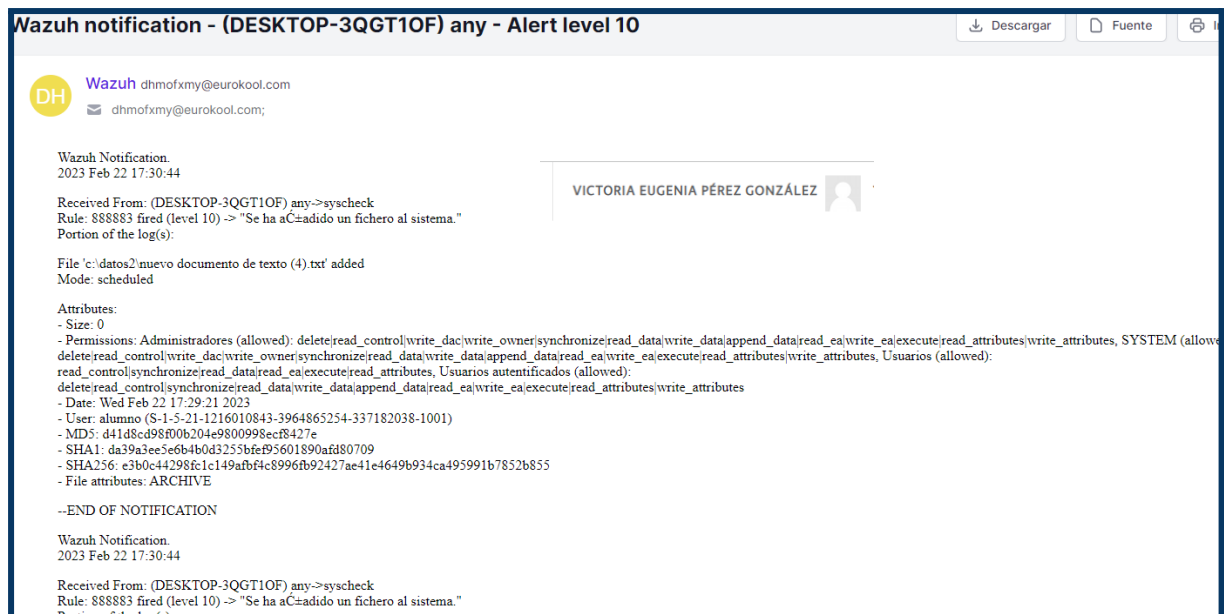 Wazuh notification - (DESKTOP-3QGT1OF) any - Alert level 10
Descargar
Fuente
DH
Wazuh dhmofxmy@eurokool.com
dhmofxmy@eurokool.com;
Wazuh Notification.
2023 Feb 22 17:30:44
VICTORIA EUGENIA PÉREZ GONZÁLEZ
Received From: (DESKTOP-3QGT1OF) any->syscheck
Rule: 888883 fired (level 10) -> "Se ha aĂ±adido un fichero al sistema."
Portion of the log(s):
File 'c:\datos2\nuevo documento de texto (4).txt' added
Mode: scheduled
Attributes:
- Size: 0
- Permissions: Administradores (allowed): delete|read_control|write_dac|write_owner|synchronize|read_data|write_data|append_data|read_ea|write_ea|execute|read_attributes|write_attributes, SYSTEM (allowe
delete|read_control|write_dac|write_owner|synchronize|read_data|write_data|append_data|read_ea|write_ea|execute|read_attributes|write_attributes, Usuarios (allowed):
read_control|synchronize|read_data|read_ea|execute|read_attributes, Usuarios autentificados (allowed):
delete|read_control|synchronize|read_data|write_data|append_data|read_ea|write_ea|execute|read_attributes|write_attributes
- Date: Wed Feb 22 17:29:21 2023
- User: alumno (S-1-5-21-1216010843-3964865254-337182038-1001)
- MD5: d41d8cd98f00b204e9800998ecf8427e
- SHA1: da39a3ee5e6b4b0d3255bfef95601890afd80709
- SHA256: e3b0c44298fc1c149afbf4c8996fb92427ae41e4649b934ca495991b7852b855
- File attributes: ARCHIVE
--END OF NOTIFICATION
Wazuh Notification.
2023 Feb 22 17:30:44
Received From: (DESKTOP-3QGT1OF) any->syscheck
Rule: 888883 fired (level 10) -> "Se ha aĂ±adido un fichero al sistema."